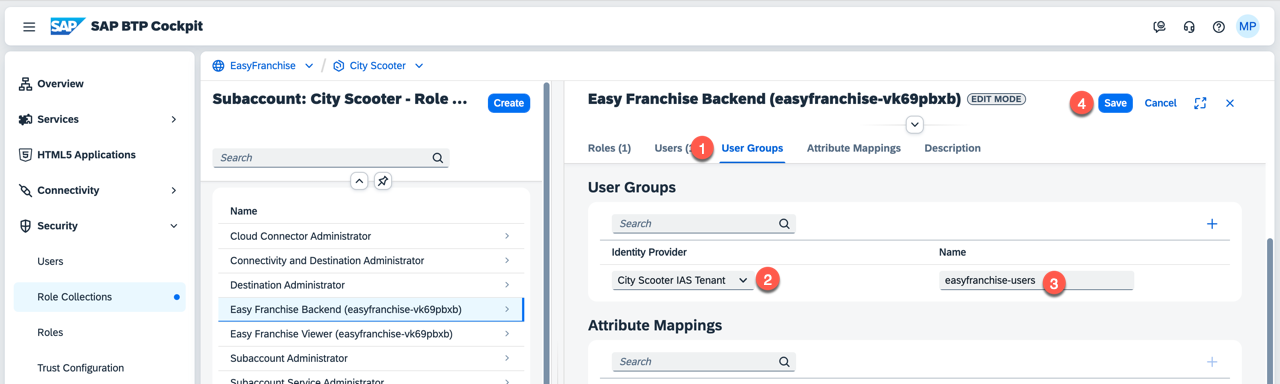 SAP SAP BTP Cockpit MP
EasyFranchise / City Scooter
Overview
Services
HTML5 Applications
Connectivity
Security
Users
Role Collections
Roles
Trust Configuration
Subaccount: City Scooter - Role ... Create
Search
Name
Cloud Connector Administrator
Connectivity and Destination Administrator
Destination Administrator
Easy Franchise Backend (easyfranchise-vk69pbxb)
Easy Franchise Viewer (easyfranchise-vk69pbxb)
Subaccount Administrator
Subaccount Service Administrator
Easy Franchise Backend (easyfranchise-vk69pbxb) EDIT MODE 4 Save Cancel
Roles (1) Users ( 1 User Groups Attribute Mappings Description
User Groups
Search
Identity Provider Name
City Scooter IAS Tenant 2 easyfranchise-users 3
Attribute Mappings
Search